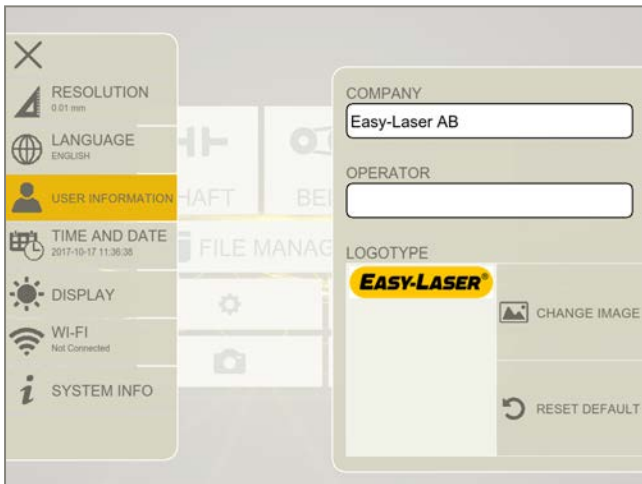 RESOLUTION
0.01 mm
LANGUAGE
ENGLISH
USER INFORMATION
TIME AND DATE
2017-10-17 11:36:38
DISPLAY
WI-FI
Not Connected
SYSTEM INFO
HAFT
BEL
FILE MANAG
COMPANY
Easy-Laser AB
OPERATOR
LOGOTYPE
EASY-LASER®
CHANGE IMAGE
RESET DEFAULT